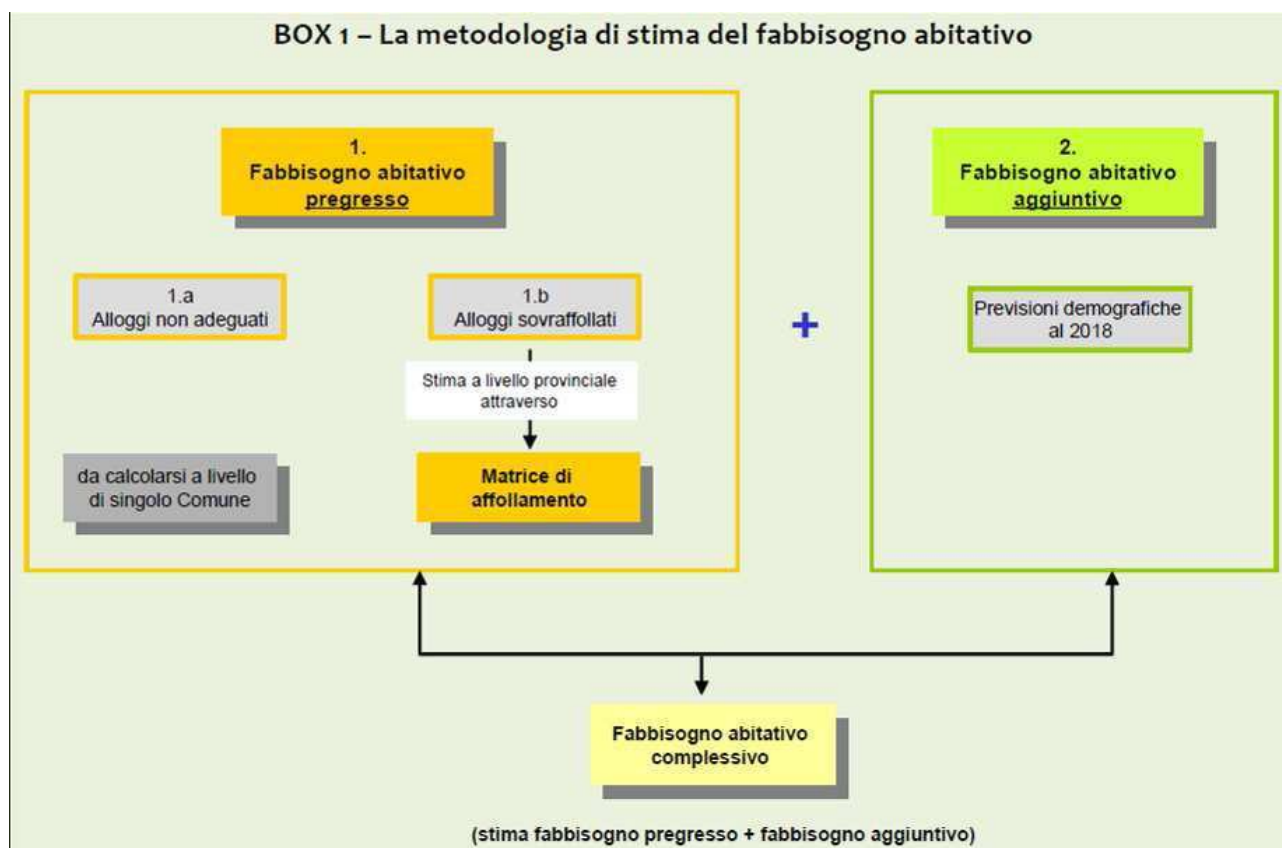 BOX 1 – La metodologia di stima del fabbisogno abitativo
1.
Fabbisogno abitativo
pregresso
1.a
Alloggi non adeguati
1.b
Alloggi sovraffollati
Stima a livello provinciale
attraverso
da calcolarsi a livello
di singolo Comune
Matrice di
affollamento
+
2.
Fabbisogno abitativo
aggiuntivo
Previsioni demografiche
al 2018
Fabbisogno abitativo
complessivo
(stima fabbisogno pregresso + fabbisogno aggiuntivo)